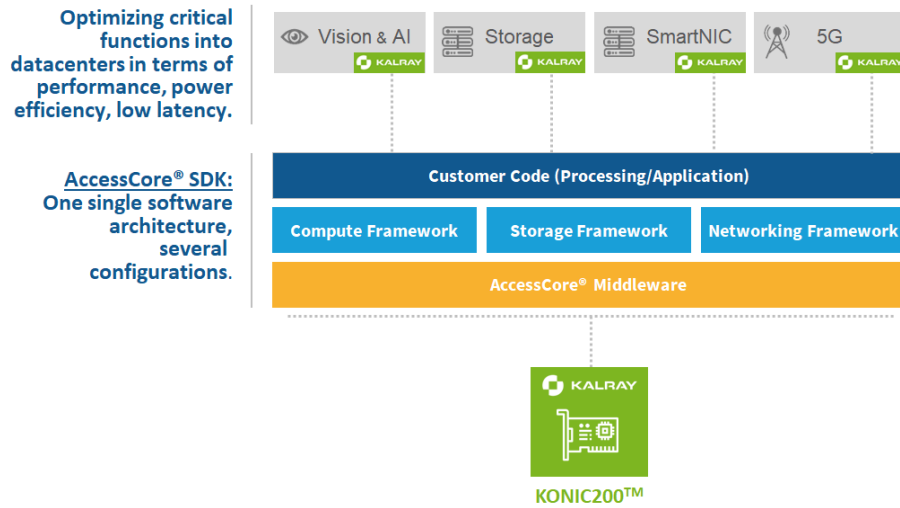 Optimizing critical
functions into
datacenters in terms of
performance, power
efficiency, low latency.
Vision & AI
KALRAY
Storage
KALRAY
SmartNIC
KALRAY
5G
KALRAY
AccessCore® SDK:
One single software
architecture,
several
configurations.
Customer Code (Processing/Application)
Compute Framework
Storage Framework
Networking Framework
AccessCore® Middleware
KALRAY
KONIC200™